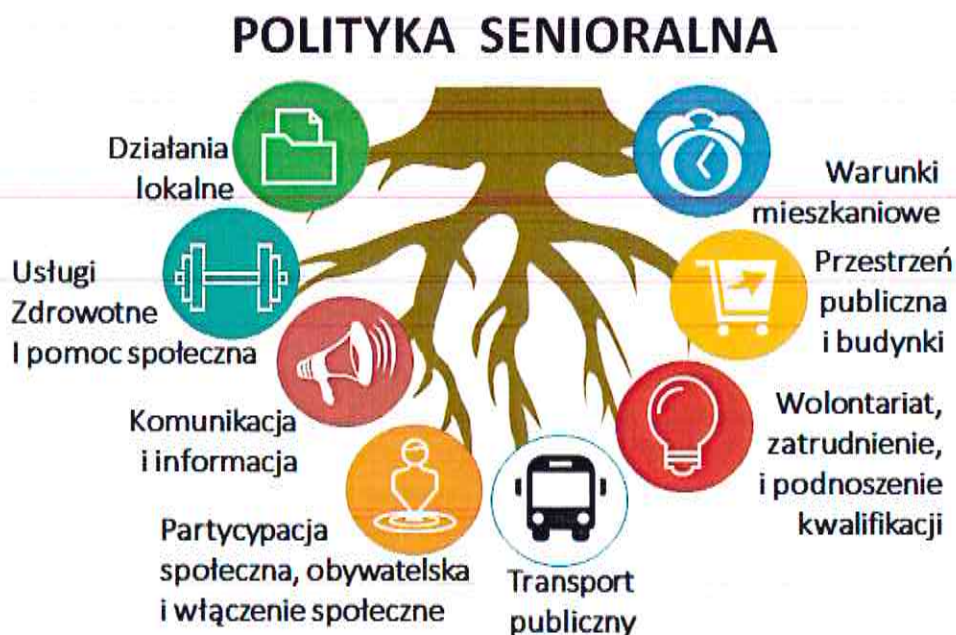 POLITYKA SENIORALNA
Działania
lokalne
Usługi
Zdrowotne
I pomoc społeczna
Komunikacja
i informacja
Partycypacja
społeczna, obywatelska
i włączenie społeczne
Transport
publiczny
Wolontariat,
zatrudnienie,
i podnoszenie
kwalifikacji
Przestrzeń
publiczna
i budynki
Warunki
mieszkaniowe